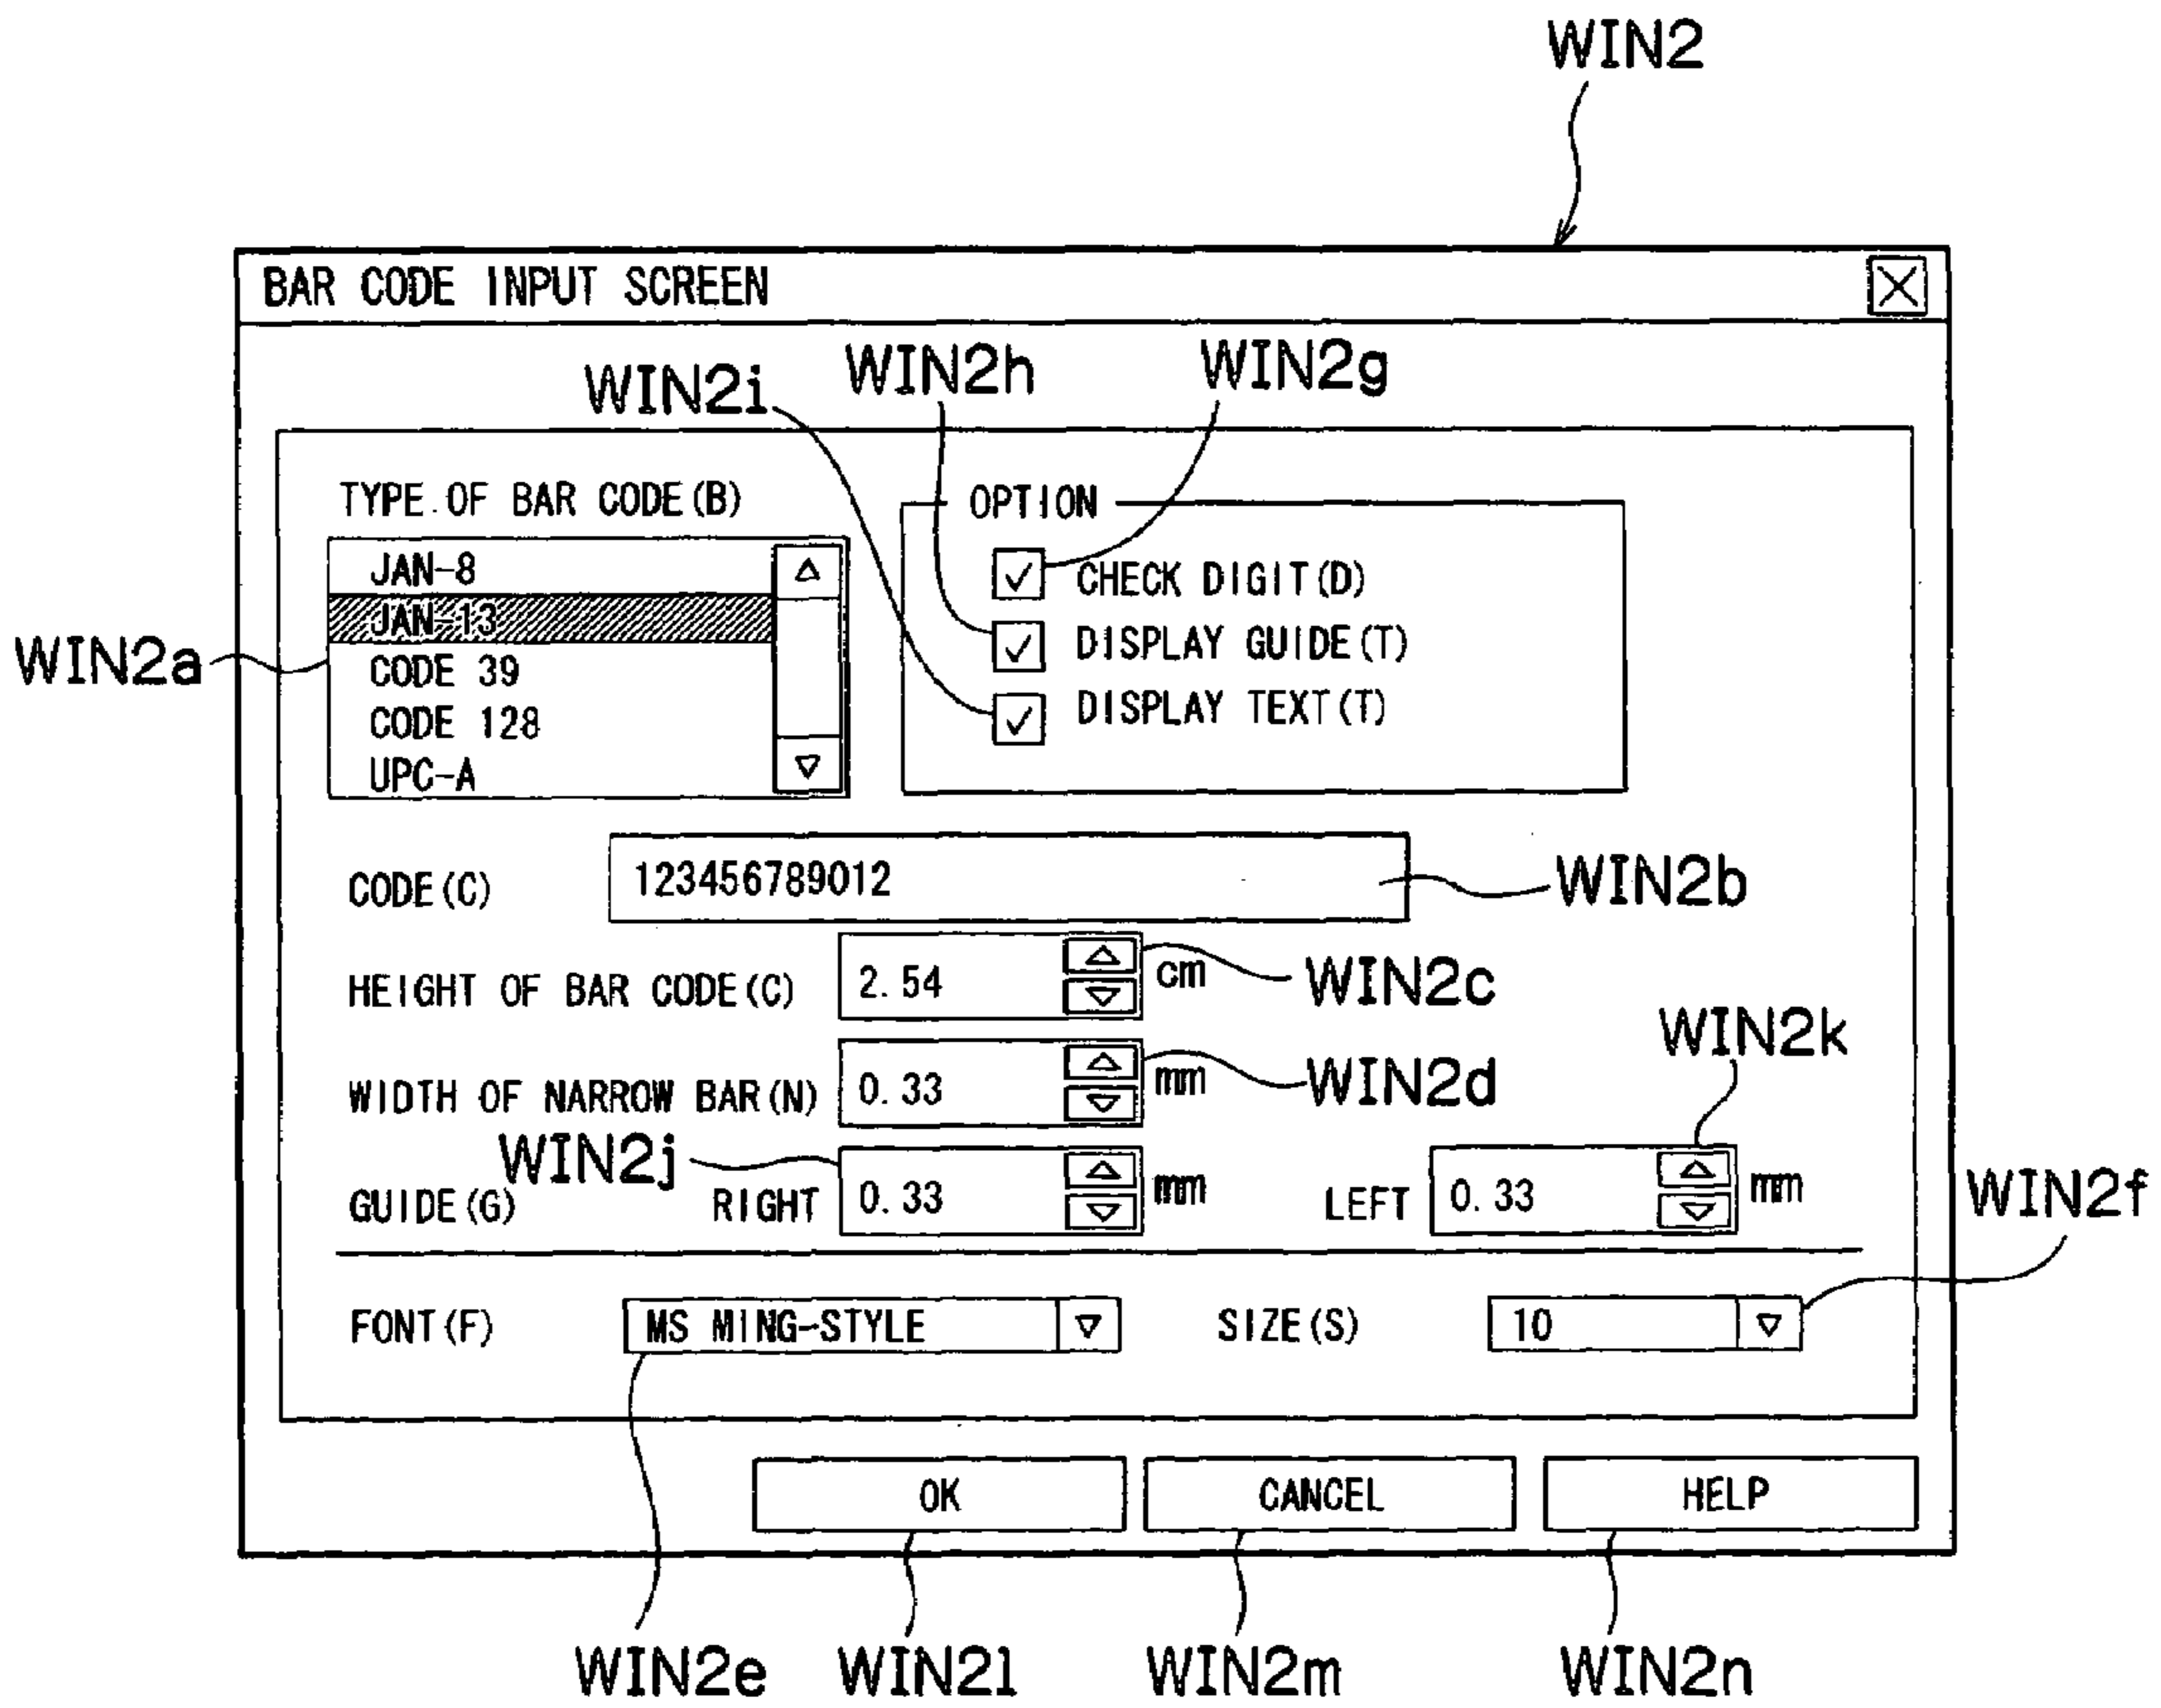 WIN2
BAR CODE INPUT SCREEN
WIN2i WIN2h WIN2g
TYPE OF BAR CODE(B)
OPTION
JAN-8
JAN-13
CODE 39
CODE 128
UPC-A
WIN2a
CHECK DIGIT(D)
DISPLAY GUIDE(T)
DISPLAY TEXT(T)
CODE(C) 123456789012 WIN2b
HEIGHT OF BAR CODE(C) 2.54 cm WIN2c
WIN2k
WIDTH OF NARROW BAR(N) 0.33 mm WIN2d
WIN2j
GUIDE(G) RIGHT 0.33 mm LEFT 0.33 mm WIN2f
FONT(F) MS MING-STYLE SIZE(S) 10
OK CANCEL HELP
WIN2e WIN2l WIN2m WIN2n